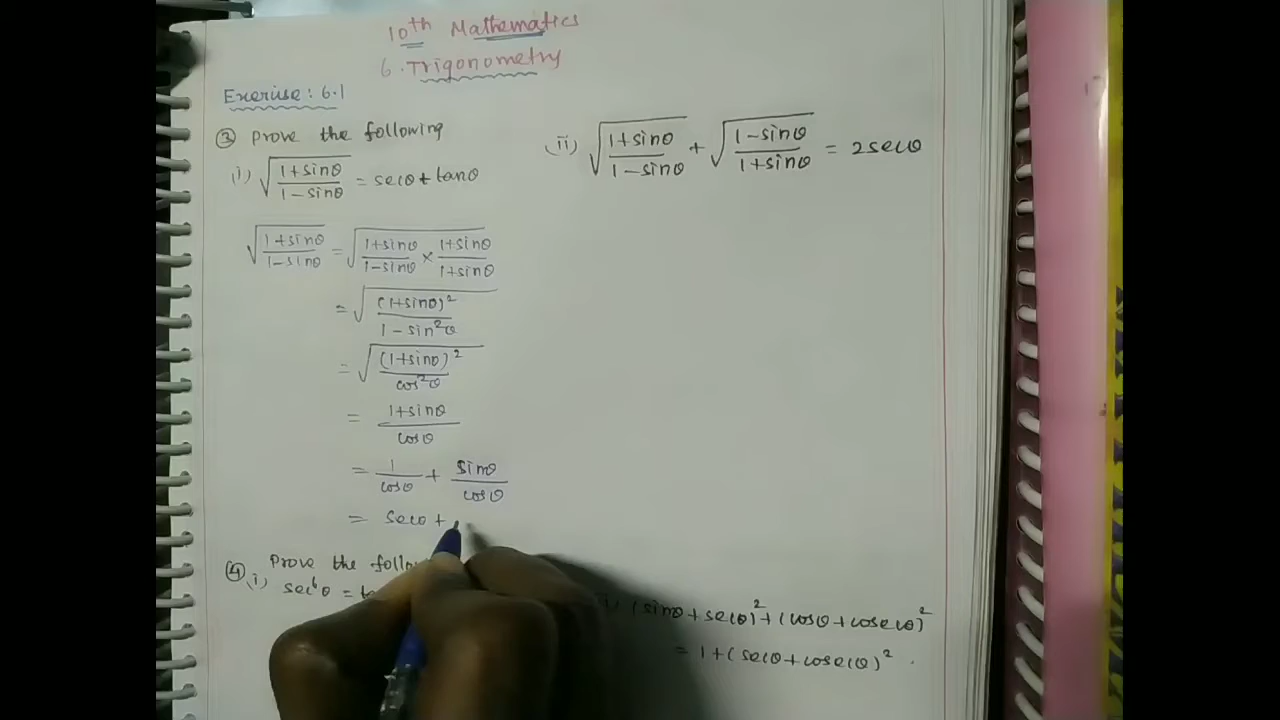 10th Mathematics
6. Trigonometry
Exercise: 6.1
③ Prove the following
(i) √((1+sinθ)/(1−sinθ)) = secθ+tanθ
√((1+sinθ)/(1−sinθ)) = √((1+sinθ)/(1−sinθ) × (1+sinθ)/(1+sinθ))
= √((1+sinθ)²/(1−sin²θ))
= √((1+sinθ)²/cos²θ)
= (1+sinθ)/cosθ
= 1/cosθ + sinθ/cosθ
= secθ +
(ii) √((1+sinθ)/(1−sinθ)) + √((1−sinθ)/(1+sinθ)) = 2secθ
④ Prove the
(i) sec⁶θ =
(sinθ+secθ)²+(cosθ+cosecθ)²
= 1+(secθ+cosecθ)².